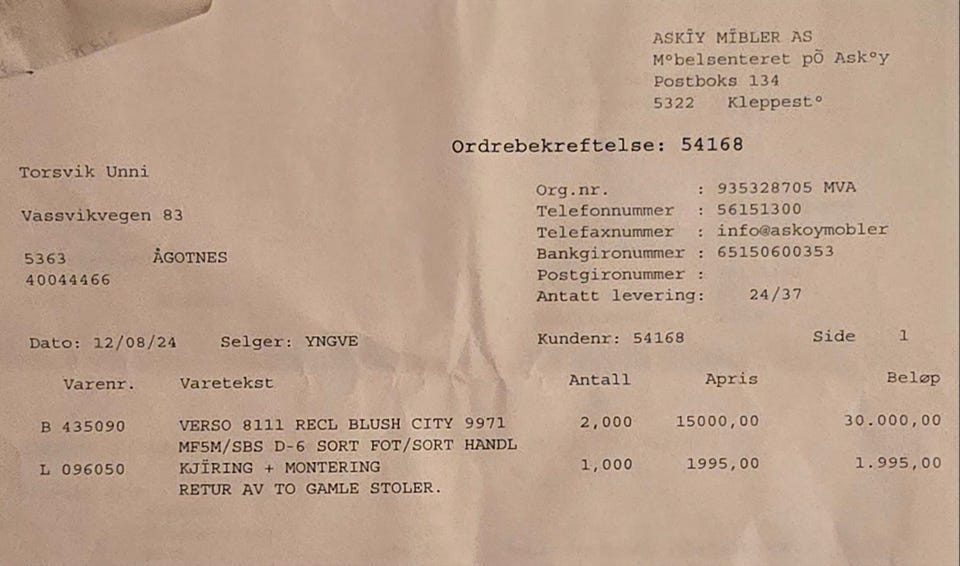 ASKÎY MÎBLER AS
M°belsenteret pÕ Ask°y
Postboks 134
5322 Kleppest°
Ordrebekreftelse: 54168
Torsvik Unni
Vassvikvegen 83
5363 ÅGOTNES
40044466
Org.nr. : 935328705 MVA
Telefonnummer : 56151300
Telefaxnummer : info@askoymobler
Bankgironummer : 65150600353
Postgironummer :
Antatt levering: 24/37
Dato: 12/08/24 Selger: YNGVE Kundenr: 54168 Side 1
Varenr. Varetekst Antall Apris Beløp
B 435090 VERSO 8111 RECL BLUSH CITY 9971 2,000 15000,00 30.000,00
MF5M/SBS D-6 SORT FOT/SORT HANDL
L 096050 KJÏRING + MONTERING 1,000 1995,00 1.995,00
RETUR AV TO GAMLE STOLER.